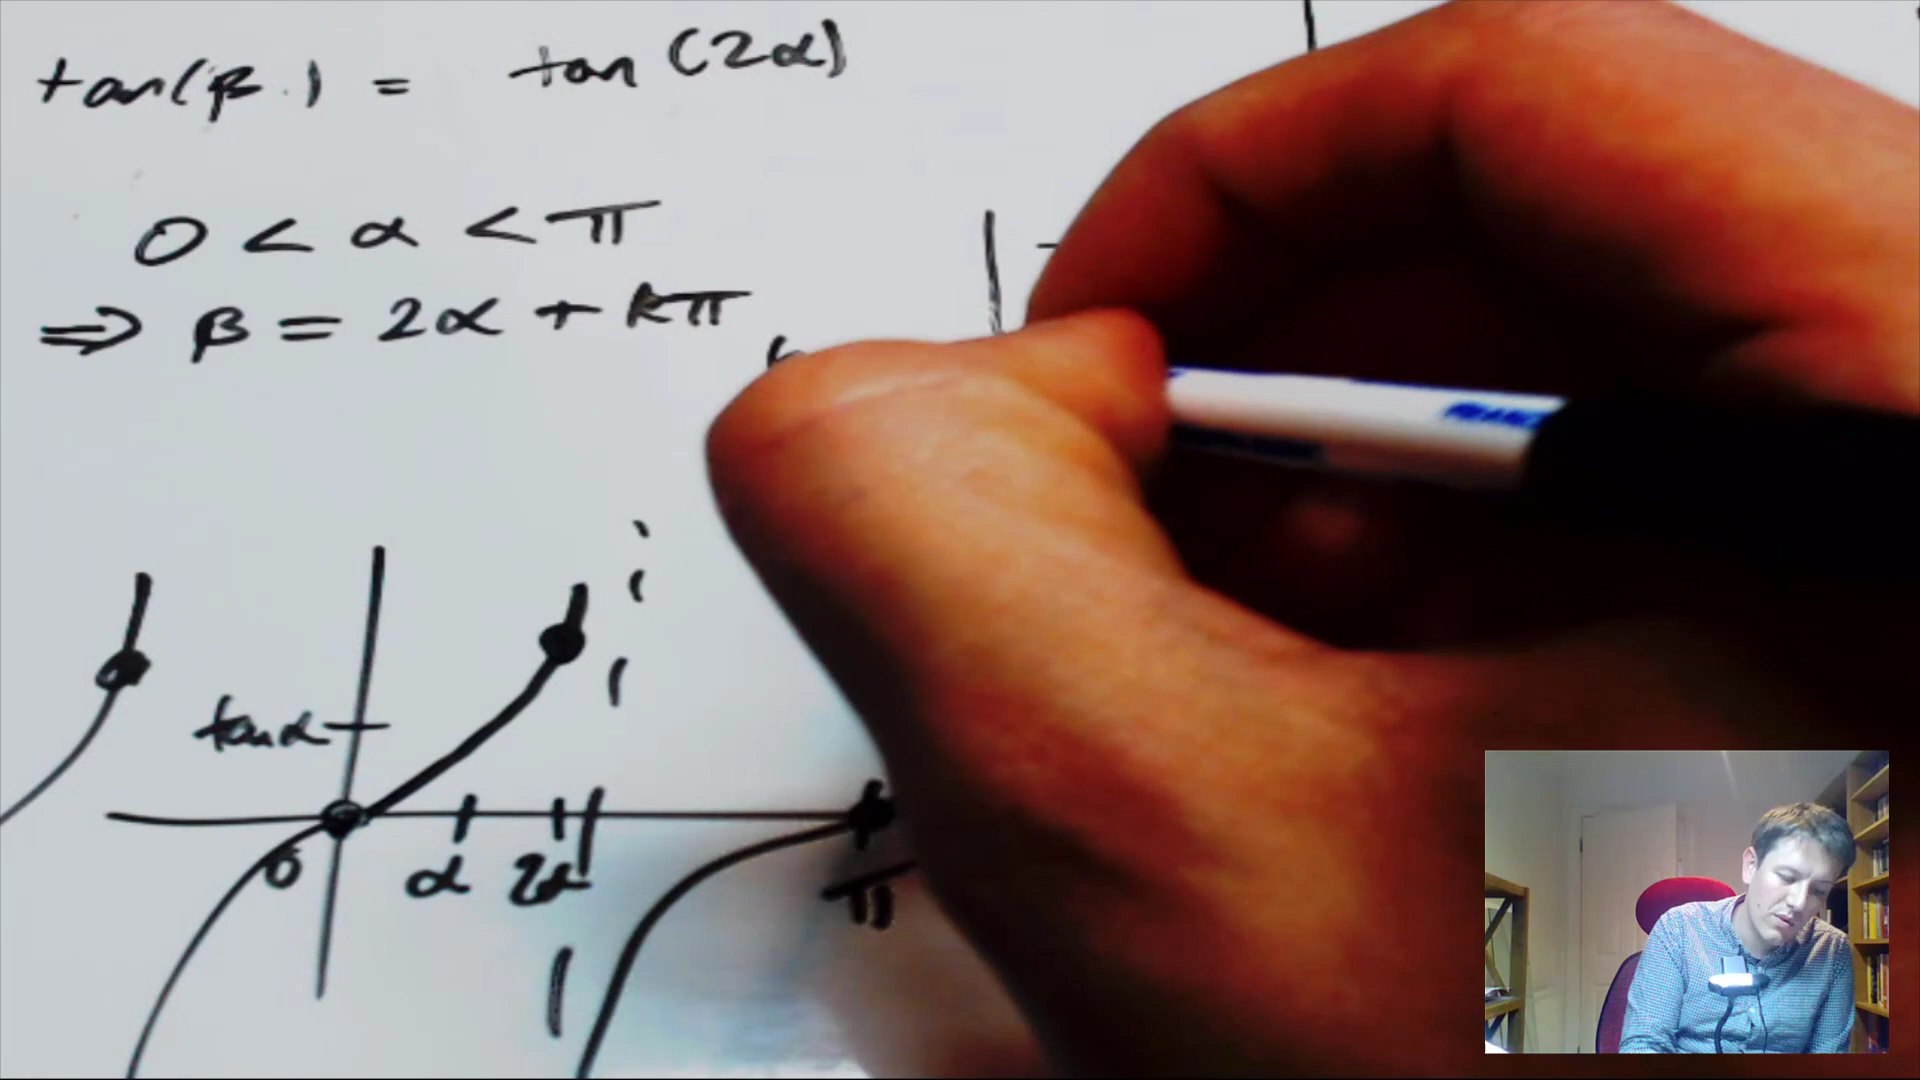 tan(β) = tan(2α)
0 < α < π
⇒ β = 2α + kπ
tanα
0 α 2α π